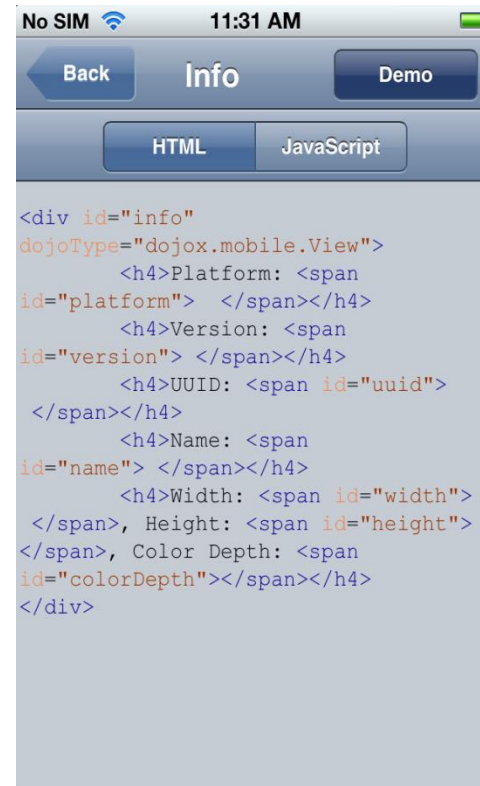 No SIM 11:31 AM
Back Info Demo
HTML JavaScript
<div id="info"
dojoType="dojox.mobile.View">
        <h4>Platform: <span
id="platform">  </span></h4>
        <h4>Version: <span
id="version"> </span></h4>
        <h4>UUID: <span id="uuid">
 </span></h4>
        <h4>Name: <span
id="name"> </span></h4>
        <h4>Width: <span id="width">
 </span>, Height: <span id="height">
</span>, Color Depth: <span
id="colorDepth"></span></h4>
</div>